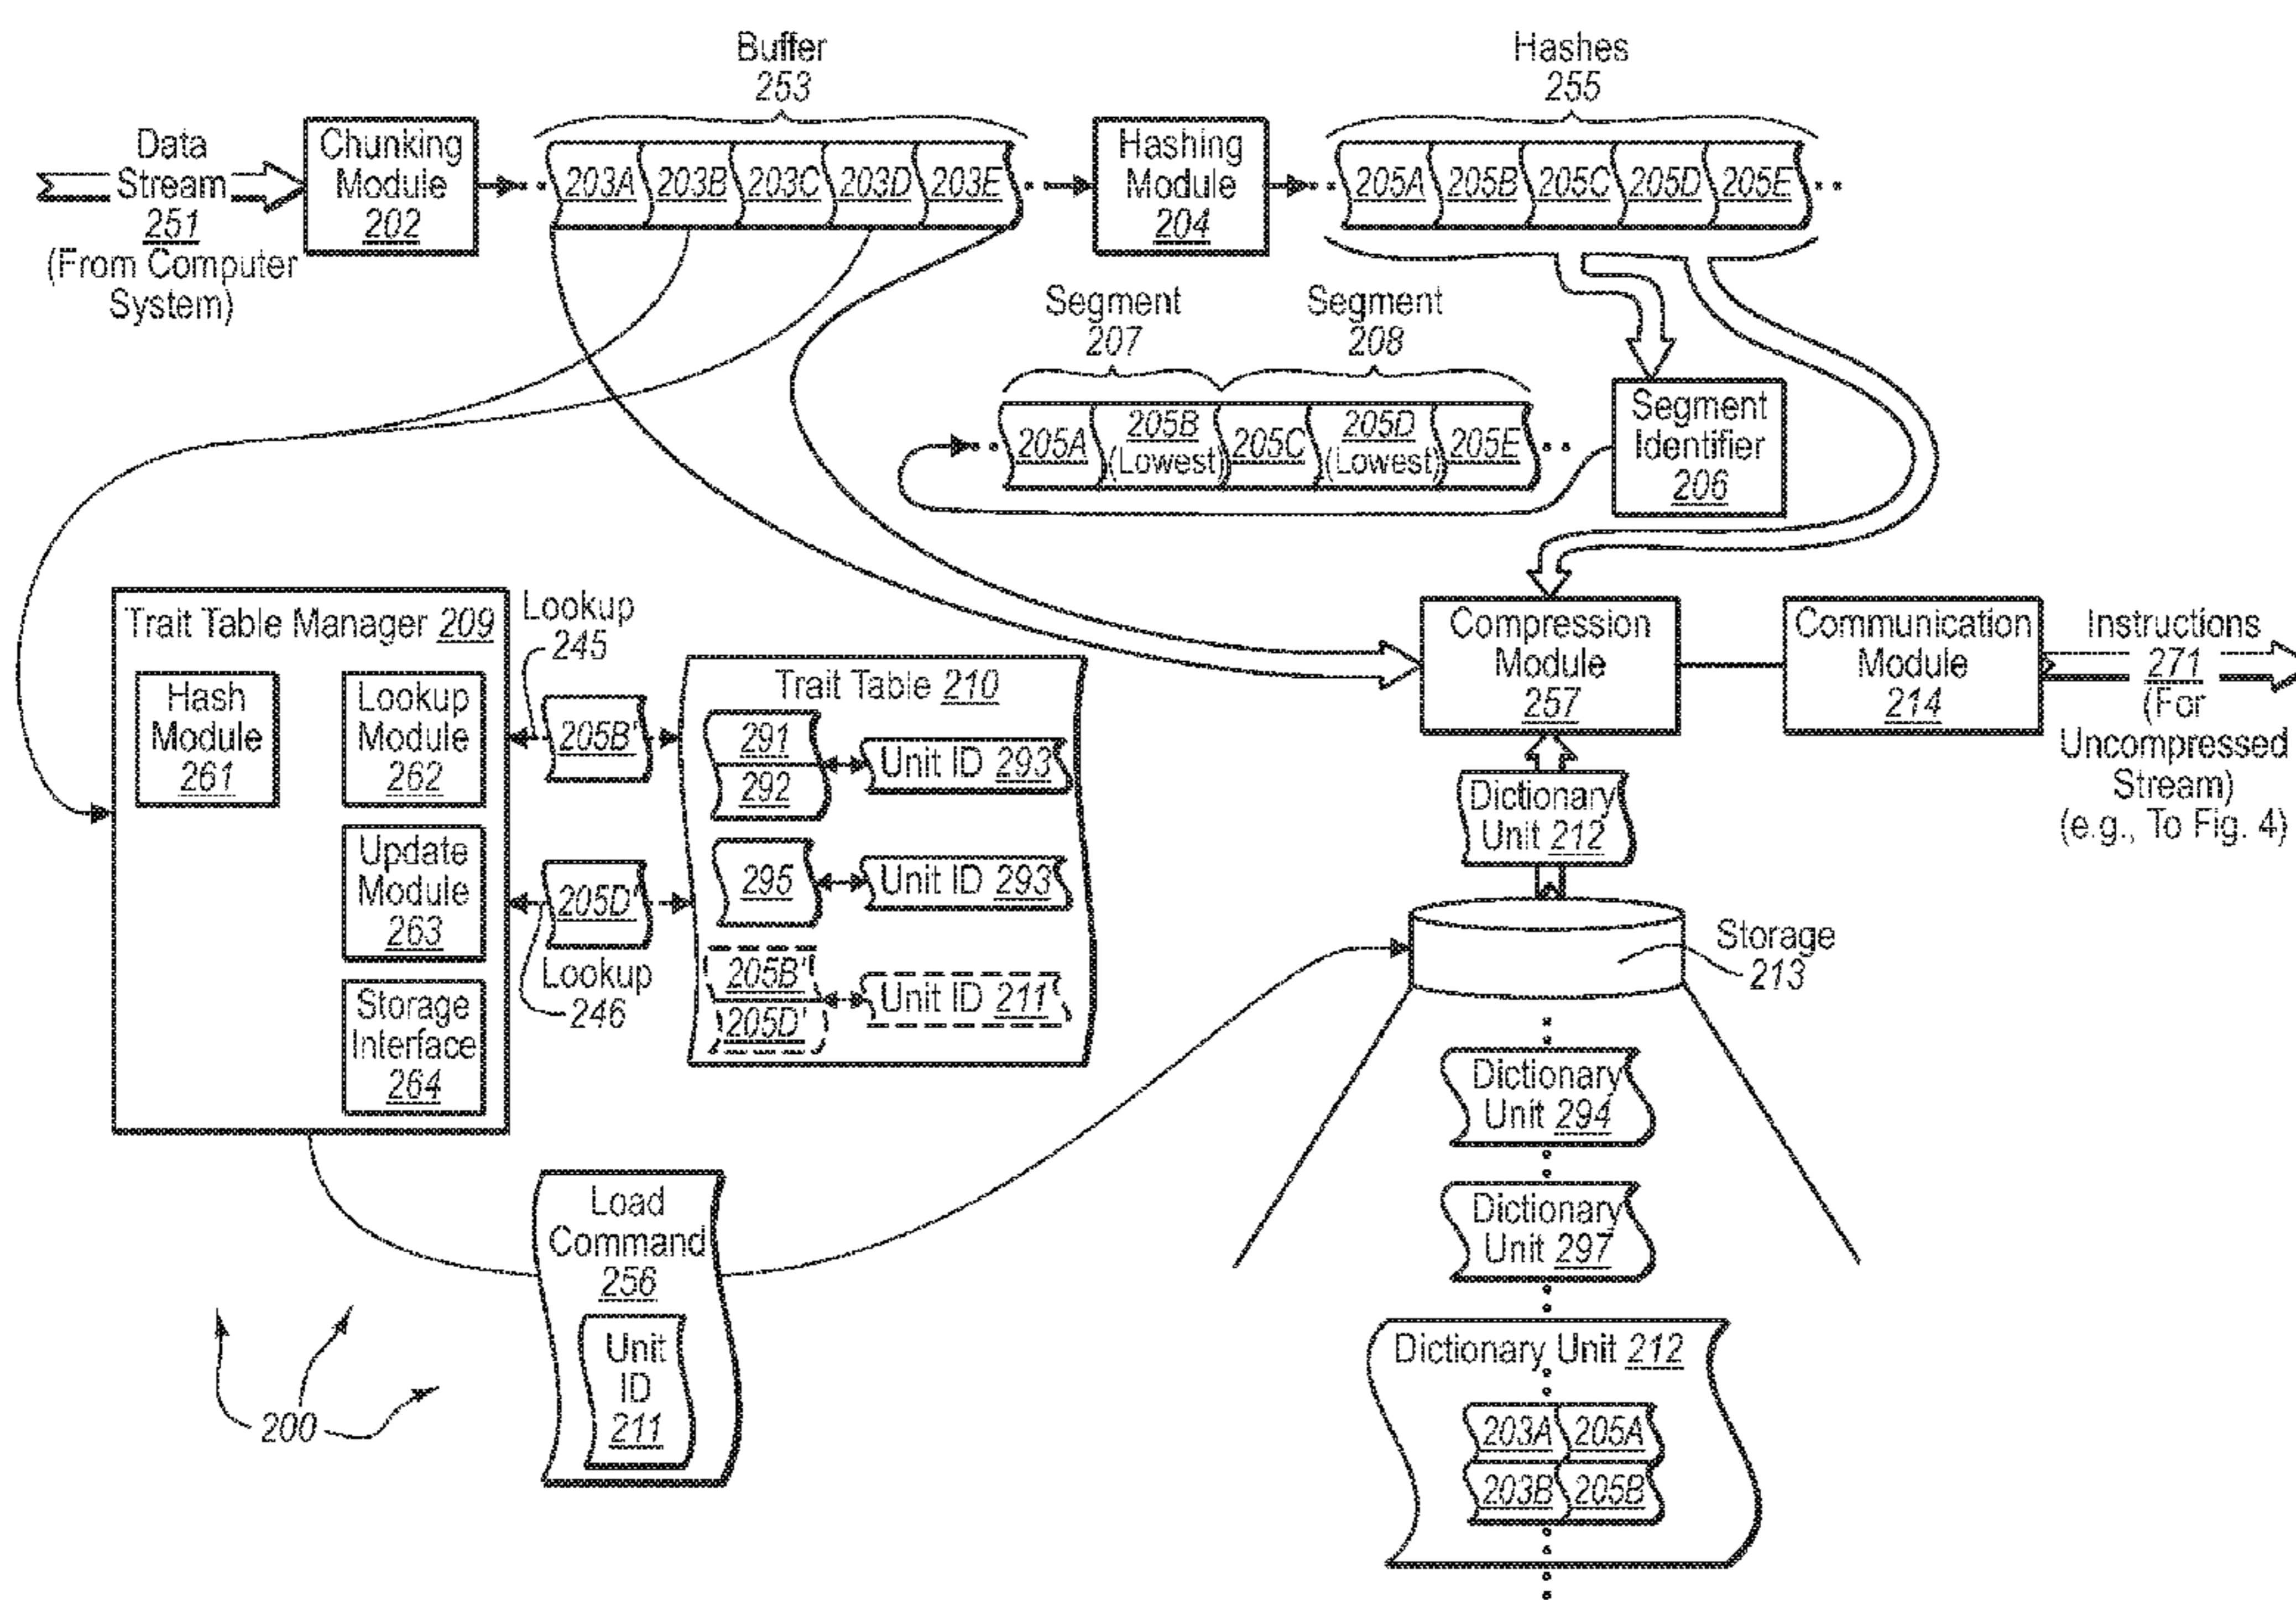 Buffer
253
Hashes
255
Data
Stream
251
(From Computer
System)
Chunking
Module
202
203A 203B 203C 203D 203E
Hashing
Module
204
205A 205B 205C 205D 205E
Segment
207
Segment
208
205A 205B (Lowest) 205C 205D (Lowest) 205E
Segment
Identifier
206
Trait Table Manager 209
Hash
Module
261
Lookup
Module
262
Update
Module
263
Storage
Interface
264
Lookup
245
205B'
205D'
Lookup
246
Trait Table 210
291
292
Unit ID 293
295
Unit ID 293
205B'
205D'
Unit ID 211
Compression
Module
257
Communication
Module
214
Instructions
271
(For
Uncompressed
Stream)
(e.g., To Fig. 4)
Dictionary
Unit 212
Storage
213
Dictionary
Unit 294
Dictionary
Unit 297
Dictionary Unit 212
203A 205A
203B 205B
Load
Command
256
Unit
ID
211
200